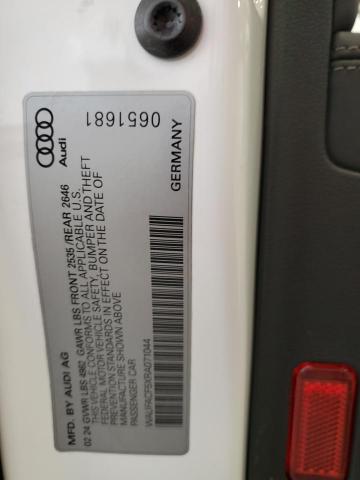 Audi
0651681
GERMANY
MFD. BY AUDI AG
02 24 GVWR LBS 4982 GAWR LBS FRONT 2535 /REAR 2646
THIS VEHICLE CONFORMS TO ALL APPLICABLE U.S.
FEDERAL MOTOR VEHICLE SAFETY, BUMPER AND THEFT
PREVENTION STANDARDS IN EFFECT ON THE DATE OF
MANUFACTURE SHOWN ABOVE
PASSENGER CAR
WAUFACF5XRA071044